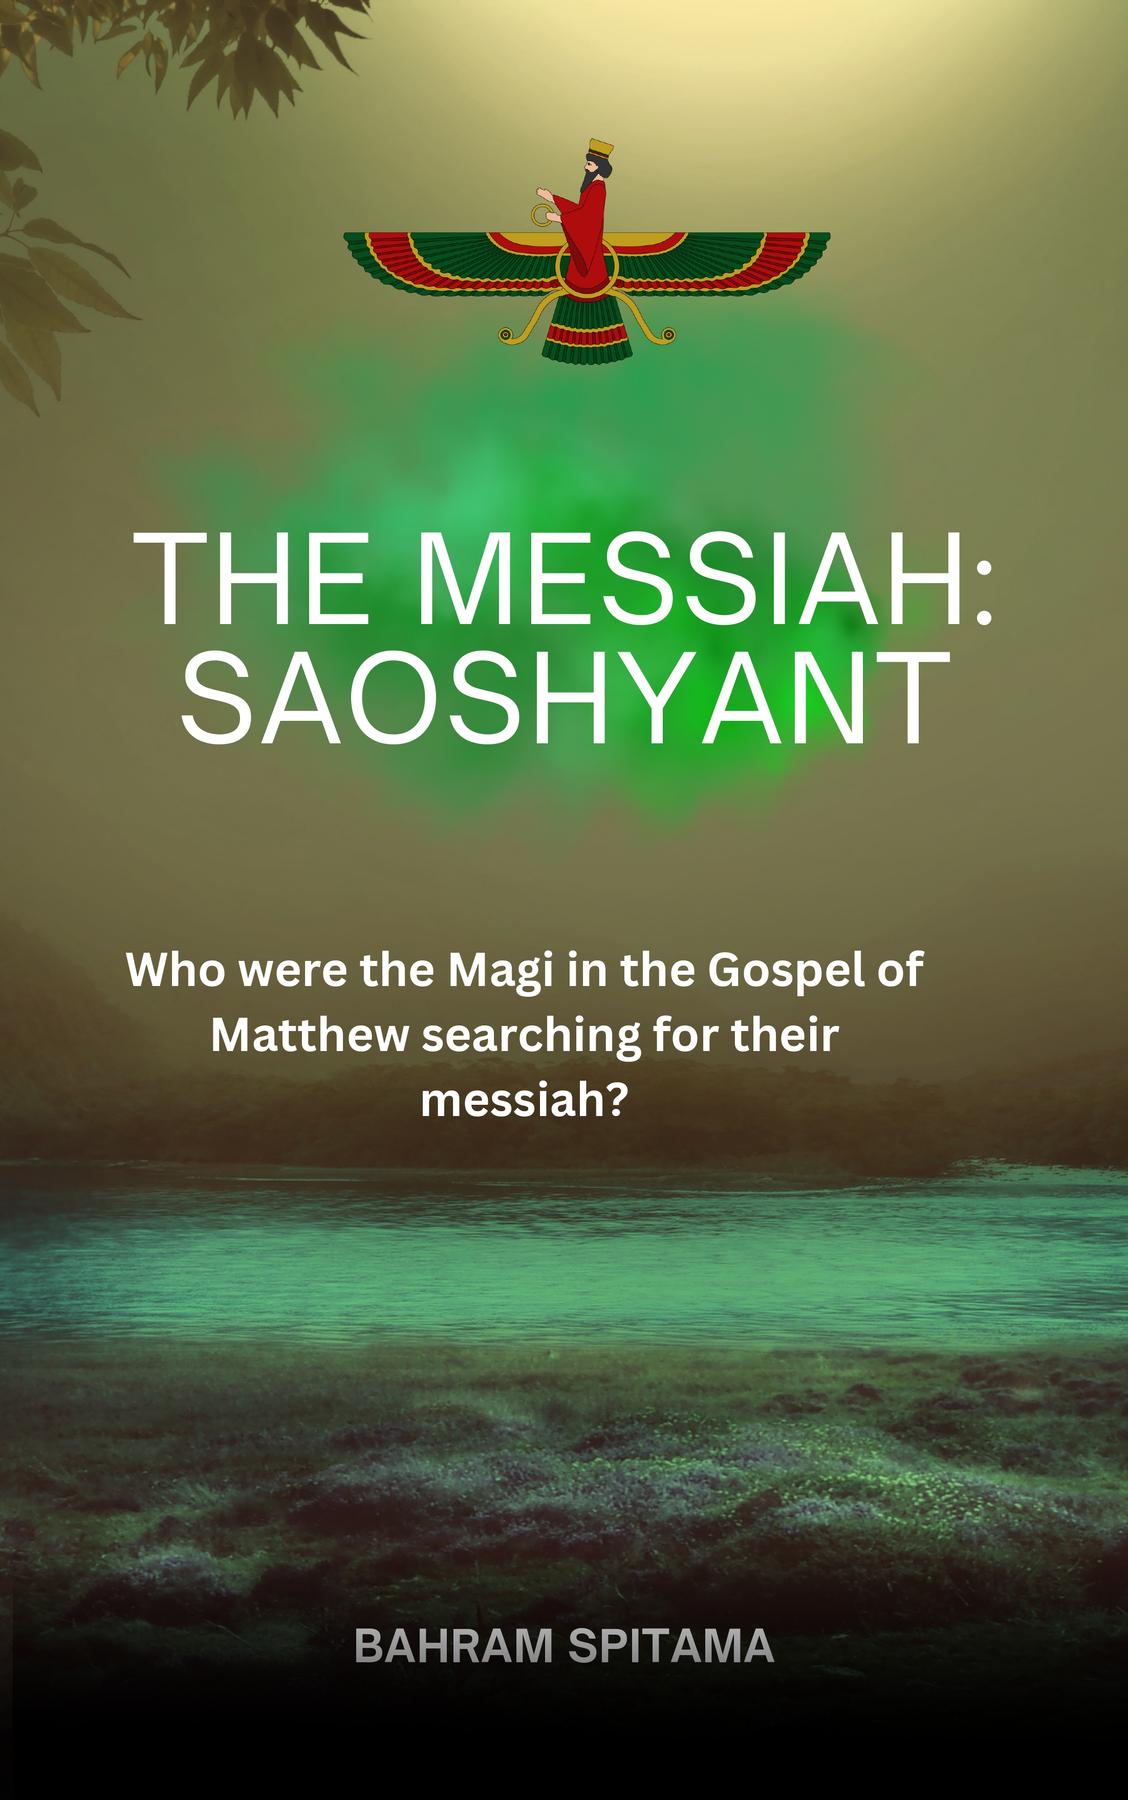 THE MESSIAH:
SAOSHYANT
Who were the Magi in the Gospel of
Matthew searching for their
messiah?
BAHRAM SPITAMA